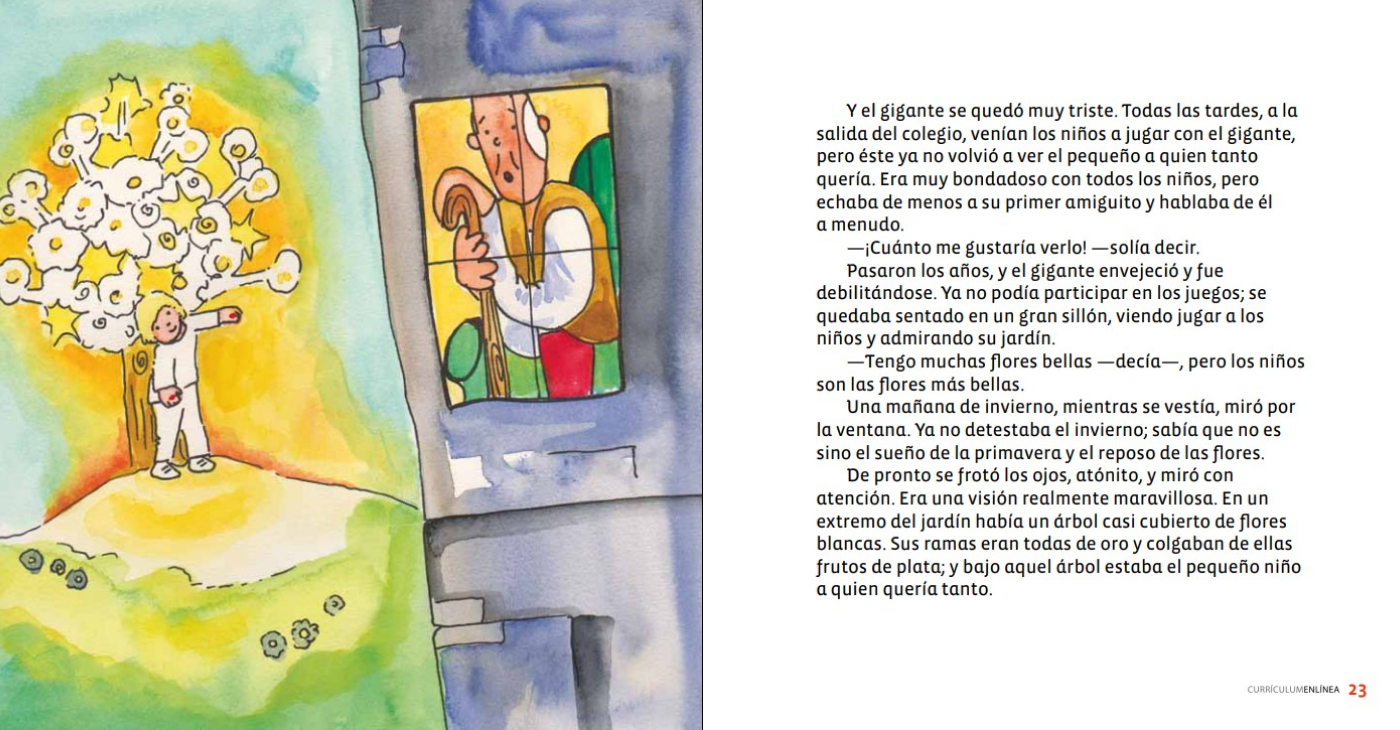 Y el gigante se quedó muy triste. Todas las tardes, a la
salida del colegio, venían los niños a jugar con el gigante,
pero éste ya no volvió a ver el pequeño a quien tanto
quería. Era muy bondadoso con todos los niños, pero
echaba de menos a su primer amiguito y hablaba de él
a menudo.
—¡Cuánto me gustaría verlo! —solía decir.
Pasaron los años, y el gigante envejeció y fue
debilitándose. Ya no podía participar en los juegos; se
quedaba sentado en un gran sillón, viendo jugar a los
niños y admirando su jardín.
—Tengo muchas flores bellas —decía—, pero los niños
son las flores más bellas.
Una mañana de invierno, mientras se vestía, miró por
la ventana. Ya no detestaba el invierno; sabía que no es
sino el sueño de la primavera y el reposo de las flores.
De pronto se frotó los ojos, atónito, y miró con
atención. Era una visión realmente maravillosa. En un
extremo del jardín había un árbol casi cubierto de flores
blancas. Sus ramas eran todas de oro y colgaban de ellas
frutos de plata; y bajo aquel árbol estaba el pequeño niño
a quien quería tanto.
CURRÍCULUMENLÍNEA 23